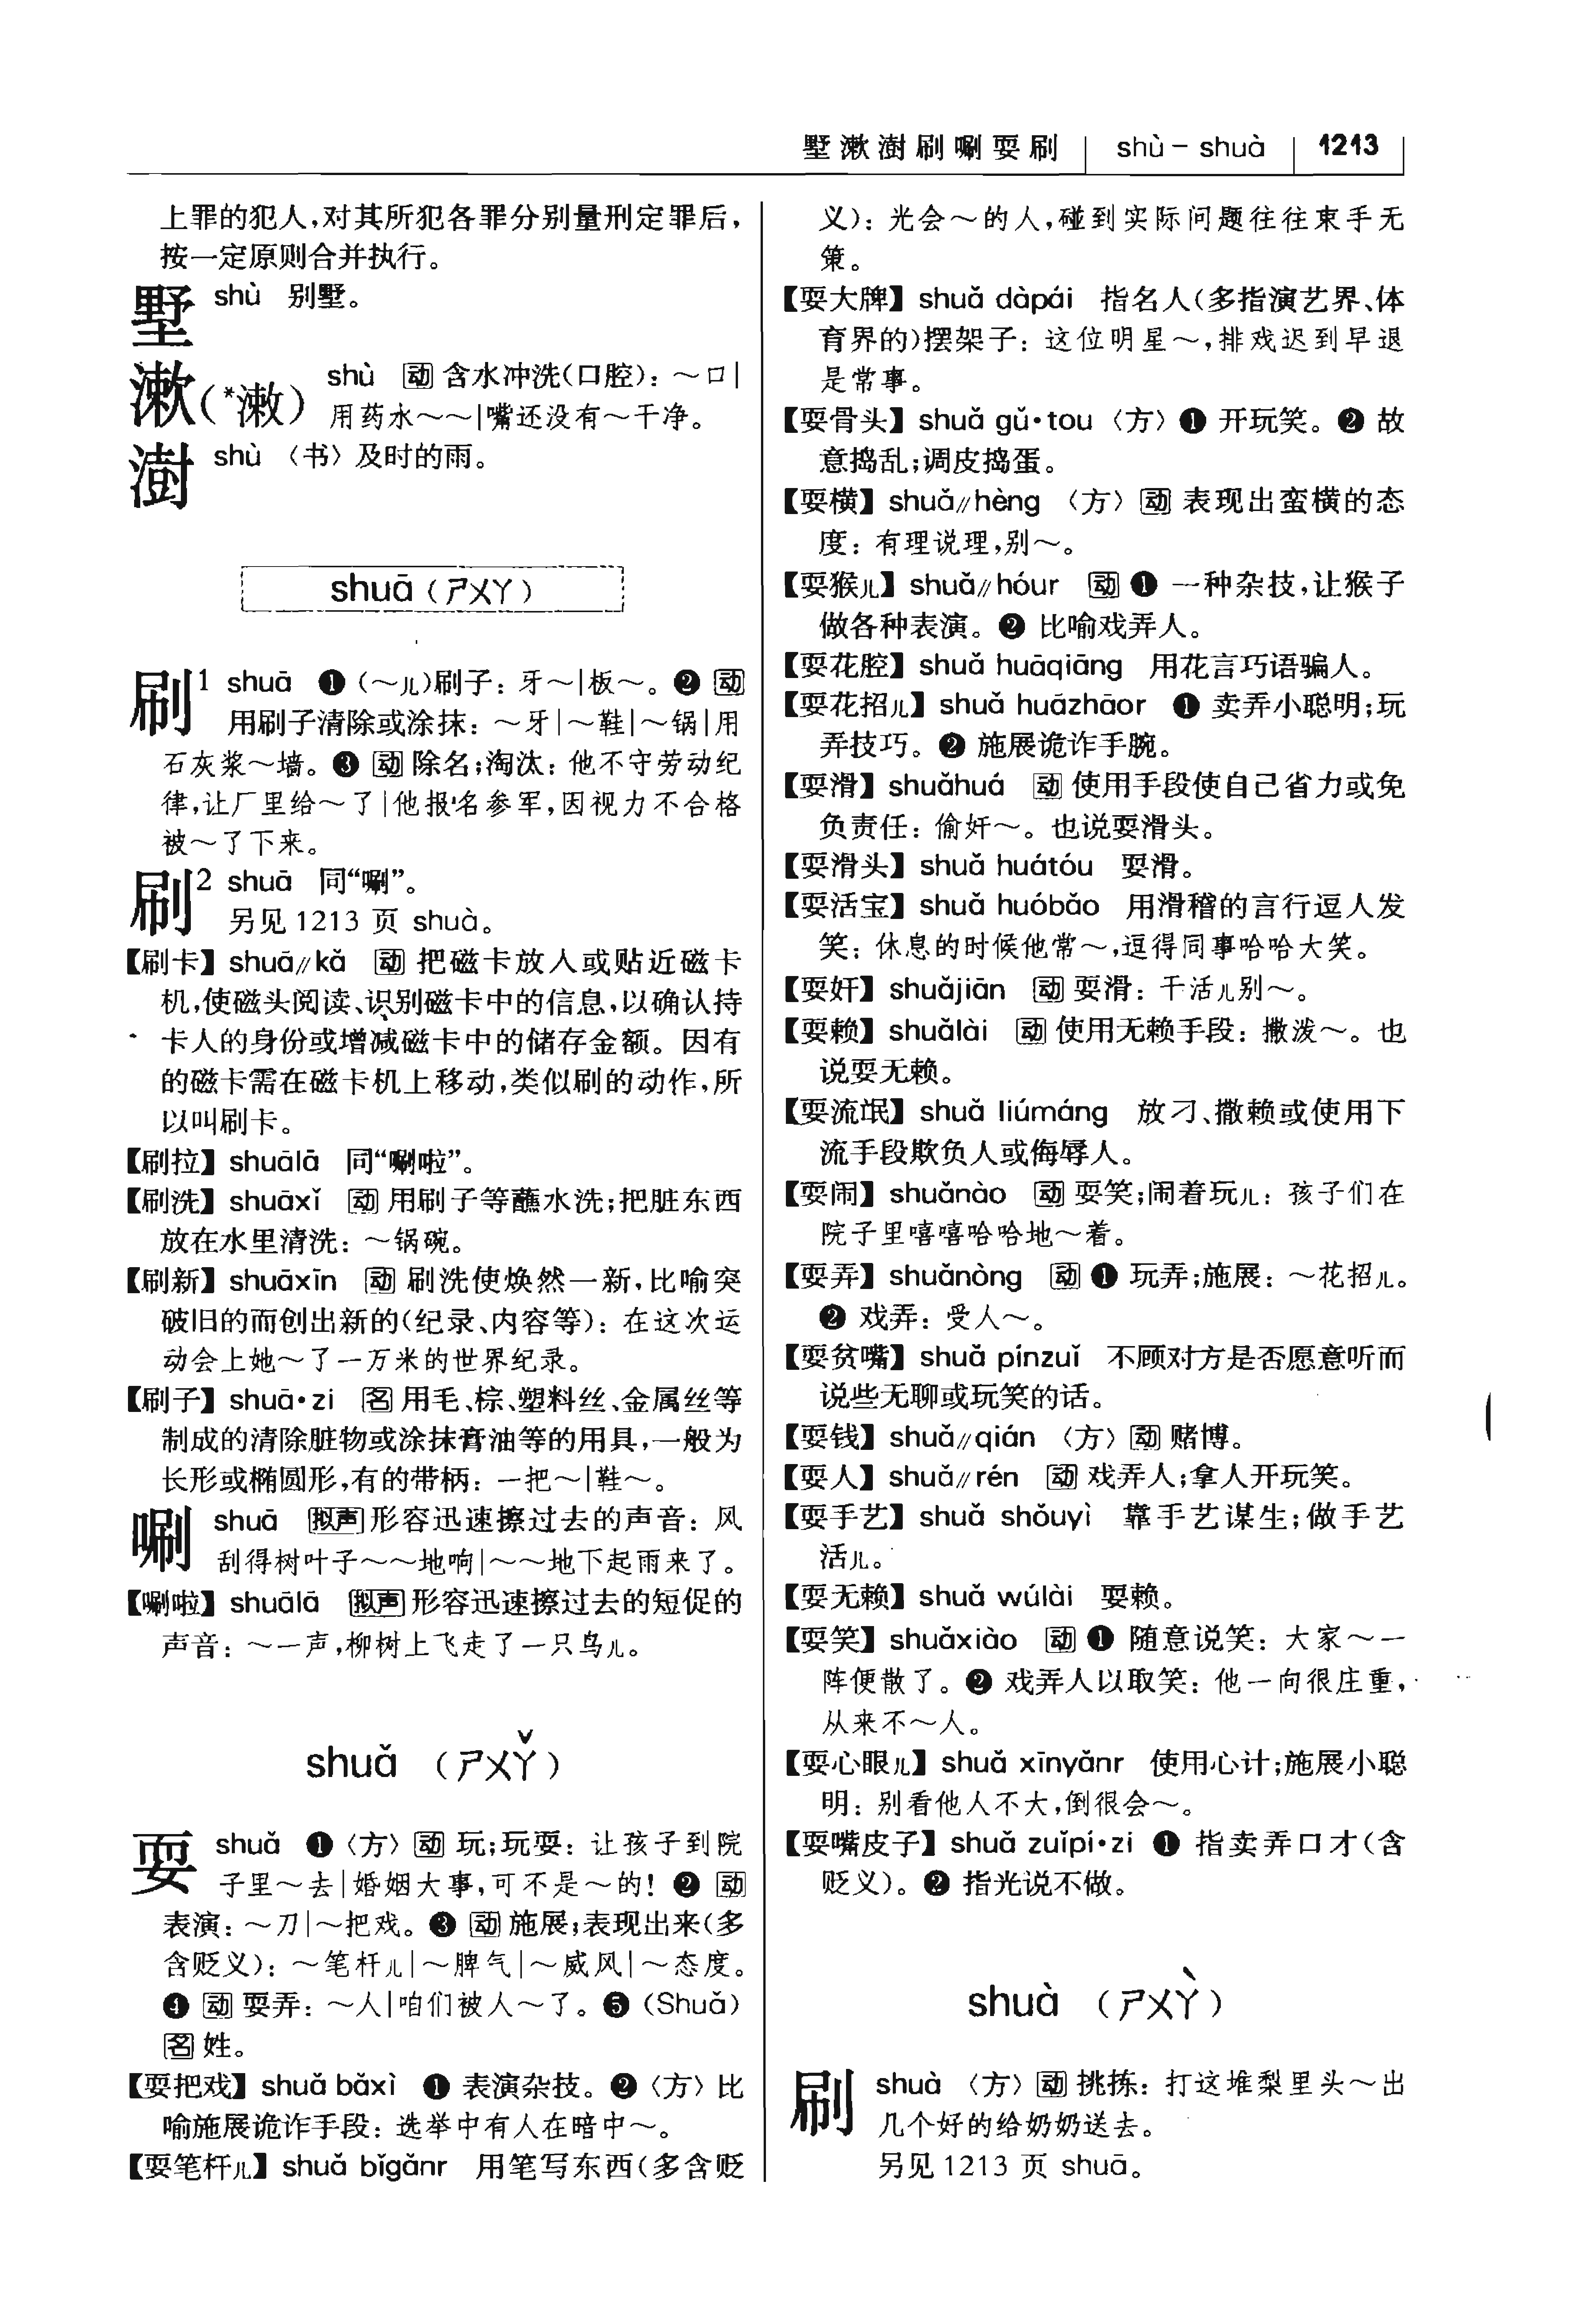 墅漱澍刷唰耍刷 shù－shuà 1213
上罪的犯人，对其所犯各罪分别量刑定罪后，
按一定原则合并执行。
墅 shù 别墅。
漱（*潄） shù 动 含水冲洗（口腔）：～口｜
用药水～～｜嘴还没有～干净。
澍 shù 〈书〉及时的雨。
shuā（ㄕㄨㄚ）
刷1 shuā ❶（～儿）刷子：牙～｜板～。❷ 动
用刷子清除或涂抹：～牙｜～鞋｜～锅｜用
石灰浆～墙。❸ 动 除名；淘汰：他不守劳动纪
律，让厂里给～了｜他报名参军，因视力不合格
被～了下来。
刷2 shuā 同“唰”。
另见1213 页 shuà。
【刷卡】shuā//kǎ 动 把磁卡放入或贴近磁卡
机，使磁头阅读、识别磁卡中的信息，以确认持
卡人的身份或增减磁卡中的储存金额。因有
的磁卡需在磁卡机上移动，类似刷的动作，所
以叫刷卡。
【刷拉】shuālā 同“唰啦”。
【刷洗】shuāxǐ 动 用刷子等蘸水洗；把脏东西
放在水里清洗：～锅碗。
【刷新】shuāxīn 动 刷洗使焕然一新，比喻突
破旧的而创出新的（纪录、内容等）：在这次运
动会上她～了一万米的世界纪录。
【刷子】shuā·zi 名 用毛、棕、塑料丝、金属丝等
制成的清除脏物或涂抹膏油等的用具，一般为
长形或椭圆形，有的带柄：一把～｜鞋～。
唰 shuā 拟声 形容迅速擦过去的声音：风
刮得树叶子～～地响｜～～地下起雨来了。
【唰啦】shuālā 拟声 形容迅速擦过去的短促的
声音：～一声，柳树上飞走了一只鸟儿。
shuǎ （ㄕㄨㄚˇ）
耍 shuǎ ❶〈方〉动 玩；玩耍：让孩子到院
子里～去｜婚姻大事，可不是～的！❷ 动
表演：～刀｜～把戏。❸ 动 施展；表现出来（多
含贬义）：～笔杆儿｜～脾气｜～威风｜～态度。
❹ 动 耍弄：～人｜咱们被人～了。❺（Shuǎ）
名 姓。
【耍把戏】shuǎ bǎxì ❶ 表演杂技。❷〈方〉比
喻施展诡诈手段：选举中有人在暗中～。
【耍笔杆儿】shuǎ bǐgǎnr 用笔写东西（多含贬
义）：光会～的人，碰到实际问题往往束手无
策。
【耍大牌】shuǎ dàpái 指名人（多指演艺界、体
育界的）摆架子：这位明星～，排戏迟到早退
是常事。
【耍骨头】shuǎ gǔ·tou〈方〉❶ 开玩笑。❷ 故
意捣乱；调皮捣蛋。
【耍横】shuǎ//hèng 〈方〉动 表现出蛮横的态
度：有理说理，别～。
【耍猴儿】shuǎ//hóur 动 ❶ 一种杂技，让猴子
做各种表演。❷ 比喻戏弄人。
【耍花腔】shuǎ huāqiāng 用花言巧语骗人。
【耍花招儿】shuǎ huāzhāor ❶ 卖弄小聪明；玩
弄技巧。❷ 施展诡诈手腕。
【耍滑】shuǎhuá 动 使用手段使自己省力或免
负责任：偷奸～。也说耍滑头。
【耍滑头】shuǎ huátóu 耍滑。
【耍活宝】shuǎ huóbǎo 用滑稽的言行逗人发
笑：休息的时候他常～，逗得同事哈哈大笑。
【耍奸】shuǎjiān 动 耍滑：干活儿别～。
【耍赖】shuǎlài 动 使用无赖手段：撒泼～。也
说耍无赖。
【耍流氓】shuǎ liúmáng 放刁、撒赖或使用下
流手段欺负人或侮辱人。
【耍闹】shuǎnào 动 耍笑；闹着玩儿：孩子们在
院子里嘻嘻哈哈地～着。
【耍弄】shuǎnòng 动 ❶ 玩弄；施展：～花招儿。
❷ 戏弄：受人～。
【耍贫嘴】shuǎ pínzuǐ 不顾对方是否愿意听而
说些无聊或玩笑的话。
【耍钱】shuǎ//qián 〈方〉动 赌博。
【耍人】shuǎ//rén 动 戏弄人；拿人开玩笑。
【耍手艺】shuǎ shǒuyì 靠手艺谋生；做手艺
活儿。
【耍无赖】shuǎ wúlài 耍赖。
【耍笑】shuǎxiào 动 ❶ 随意说笑：大家～一
阵便散了。❷ 戏弄人以取笑：他一向很庄重，
从来不～人。
【耍心眼儿】shuǎ xīnyǎnr 使用心计；施展小聪
明：别看他人不大，倒很会～。
【耍嘴皮子】shuǎ zuǐpí·zi ❶ 指卖弄口才（含
贬义）。❷ 指光说不做。
shuà （ㄕㄨㄚˋ）
刷 shuà 〈方〉动 挑拣：打这堆梨里头～出
几个好的给奶奶送去。
另见1213 页 shuā。